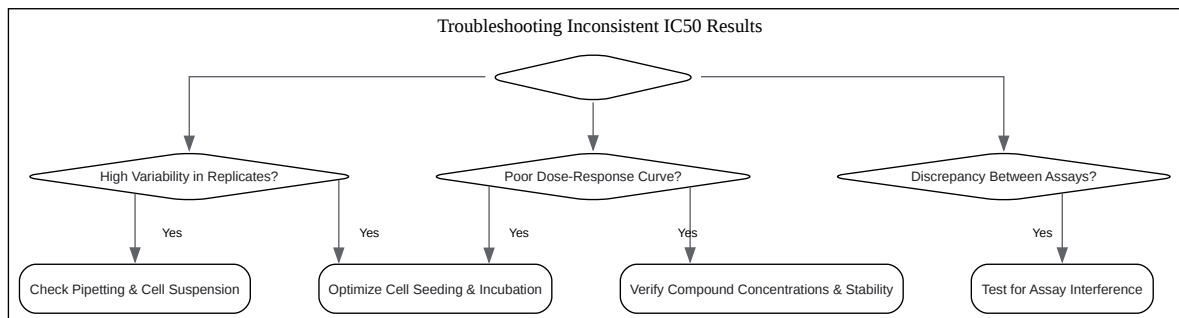 Troubleshooting Inconsistent IC50 Results
High Variability in Replicates?
Poor Dose-Response Curve?
Discrepancy Between Assays?
Yes
Yes
Yes
Yes
Yes
Check Pipetting & Cell Suspension
Optimize Cell Seeding & Incubation
Verify Compound Concentrations & Stability
Test for Assay Interference